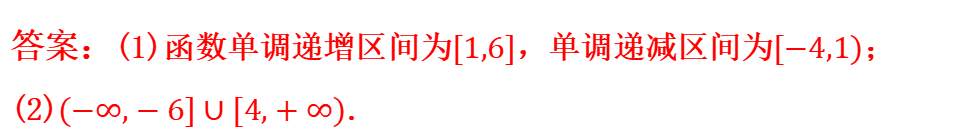 答案：(1)函数单调递增区间为[1,6]，单调递减区间为[−4,1)；
(2)(−∞,− 6]∪[4,+ ∞).